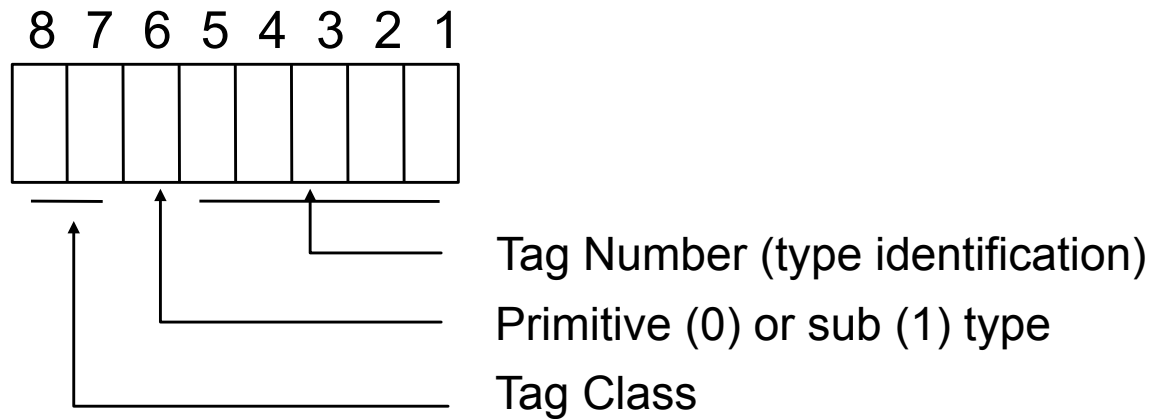 8 7 6 5 4 3 2 1
Tag Number (type identification)
Primitive (0) or sub (1) type
Tag Class